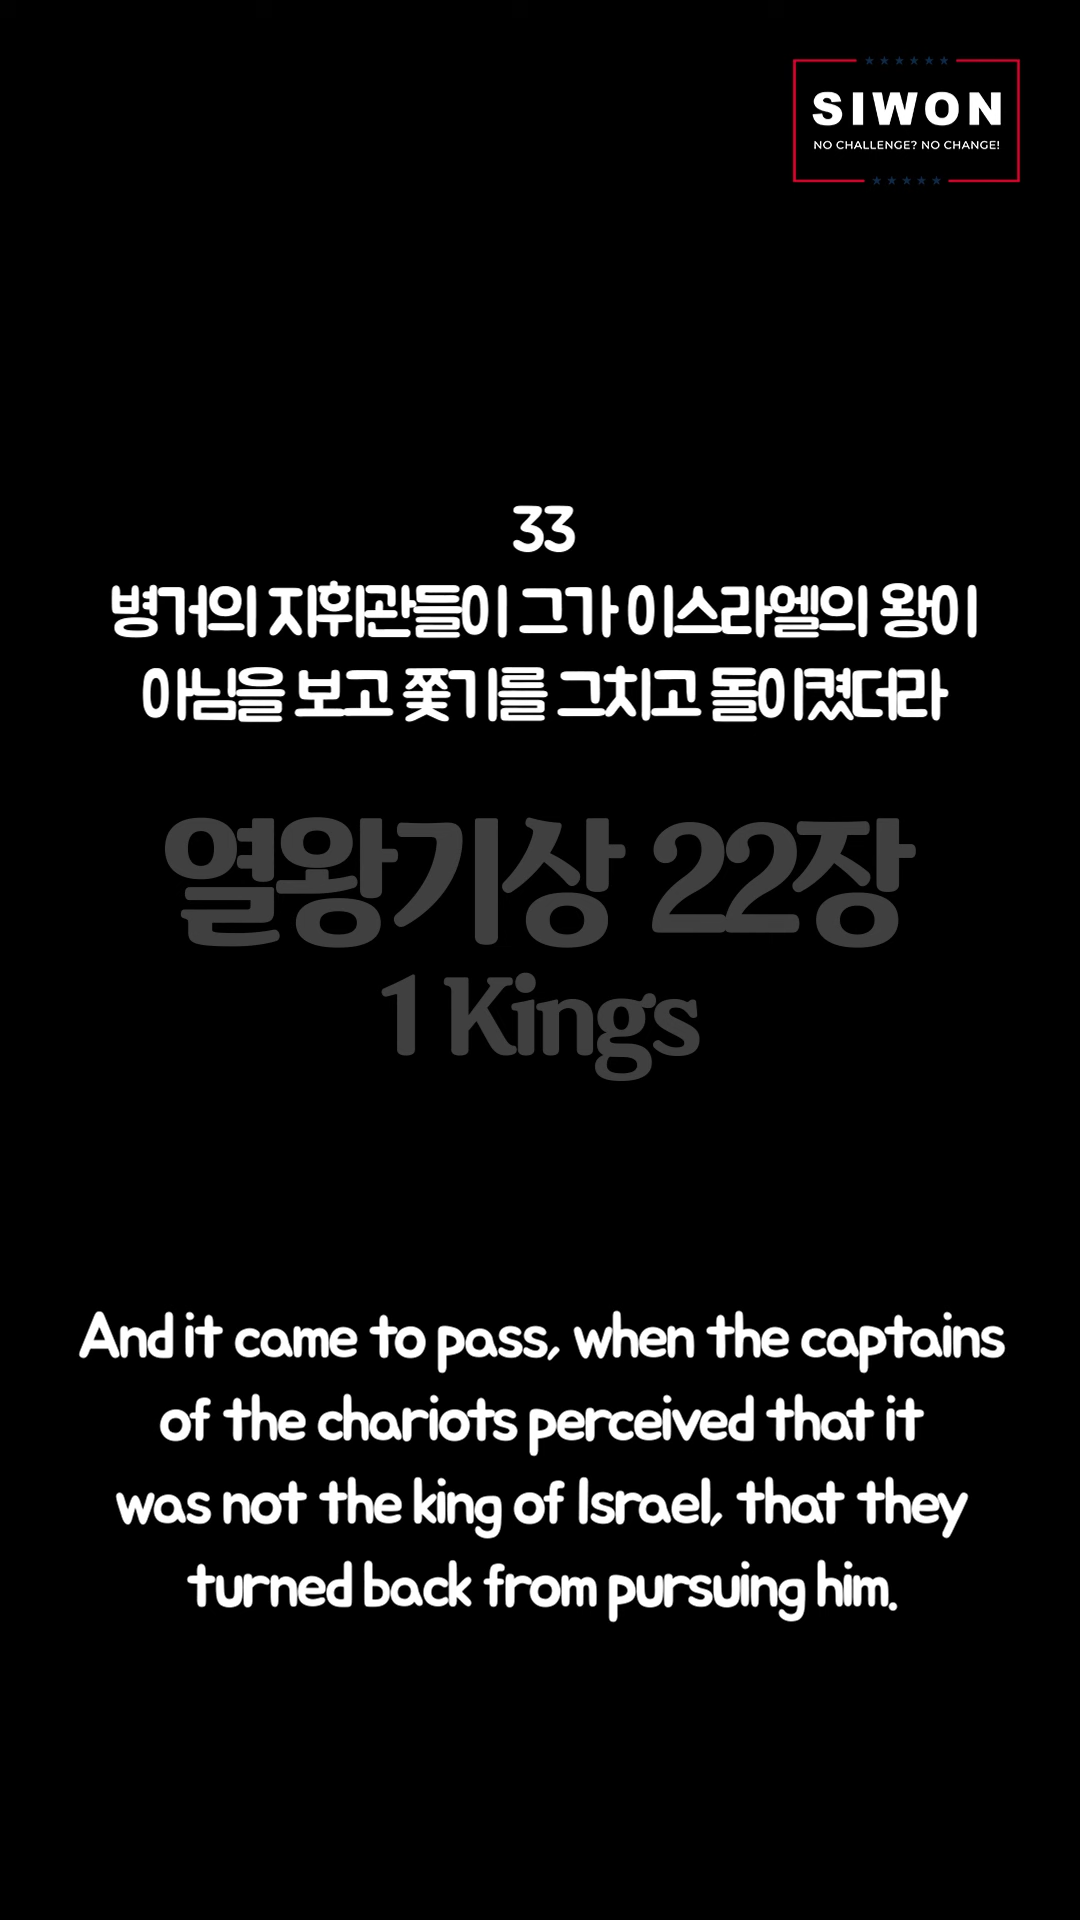 SIWON
NO CHALLENGE? NO CHANGE!
33
병거의 지휘관들이 그가 이스라엘의 왕이
아님을 보고 쫓기를 그치고 돌이켰더라
열왕기상 22장
1 Kings
And it came to pass, when the captains
of the chariots perceived that it
was not the king of Israel, that they
turned back from pursuing him.